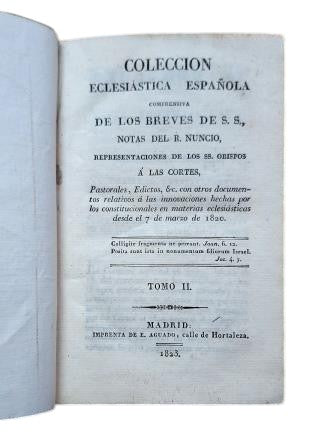 COLECCION
ECLESIÁSTICA ESPAÑOLA
COMPRENSIVA
DE LOS BREVES DE S. S.,
NOTAS DEL R. NUNCIO,
REPRESENTACIONES DE LOS SS. OBISPOS
Á LAS CORTES,
Pastorales, Edictos, &c. con otros documen-
tos relativos á las innovaciones hechas por
los constitucionales en materias eclesiásticas
desde el 7 de marzo de 1820.
Colligite fragmenta ne pereant. Joan. 6. 12.
Posita sunt ista in monumentum filiorum Israel.
Jos. 4. 7.
TOMO II.
MADRID:
IMPRENTA DE E. AGUADO, calle de Hortaleza.
1823.